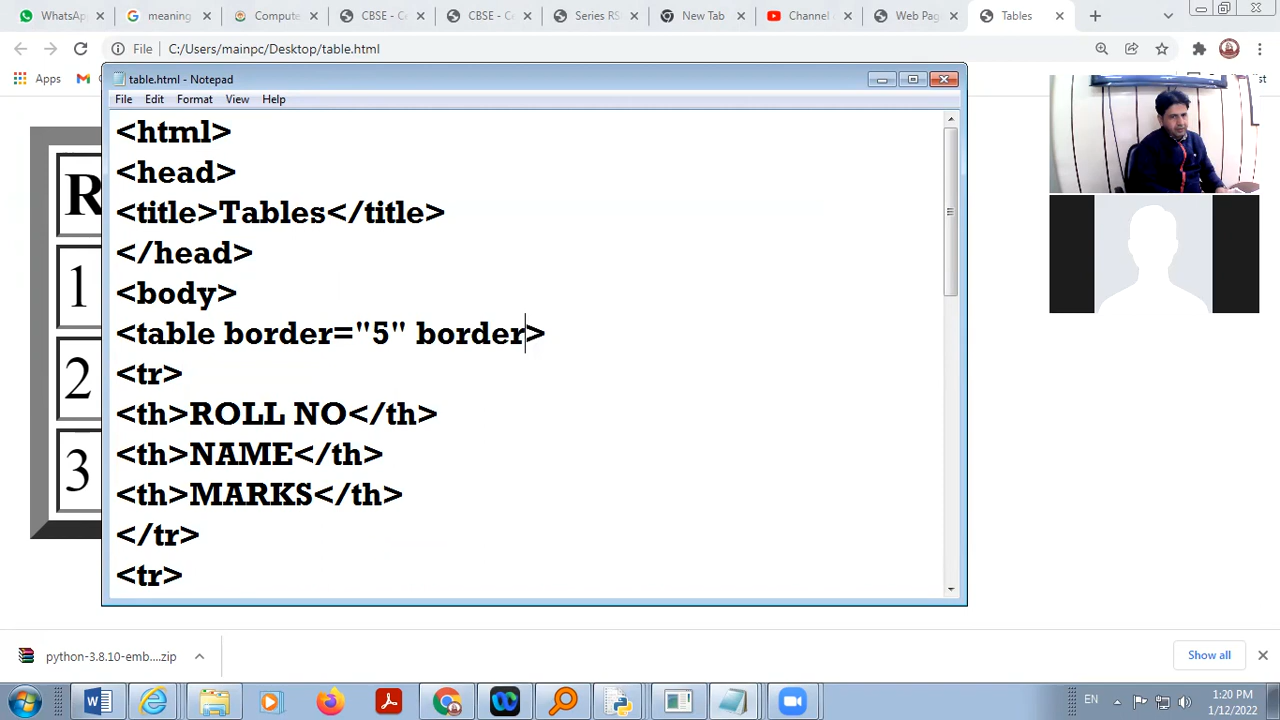 WhatsApp
meaning
Compute
CBSE - C
CBSE -
Series RS
New Tab
Channel
Web Pag
Tables
File C:/Users/mainpc/Desktop/table.html
Apps
table.html - Notepad
File Edit Format View Help
<html>
<head>
<title>Tables</title>
</head>
<body>
<table border="5" border>
<tr>
<th>ROLL NO</th>
<th>NAME</th>
<th>MARKS</th>
</tr>
<tr>
R
1
2
3
python-3.8.10-emb....zip
Show all
EN
1:20 PM
1/12/2022